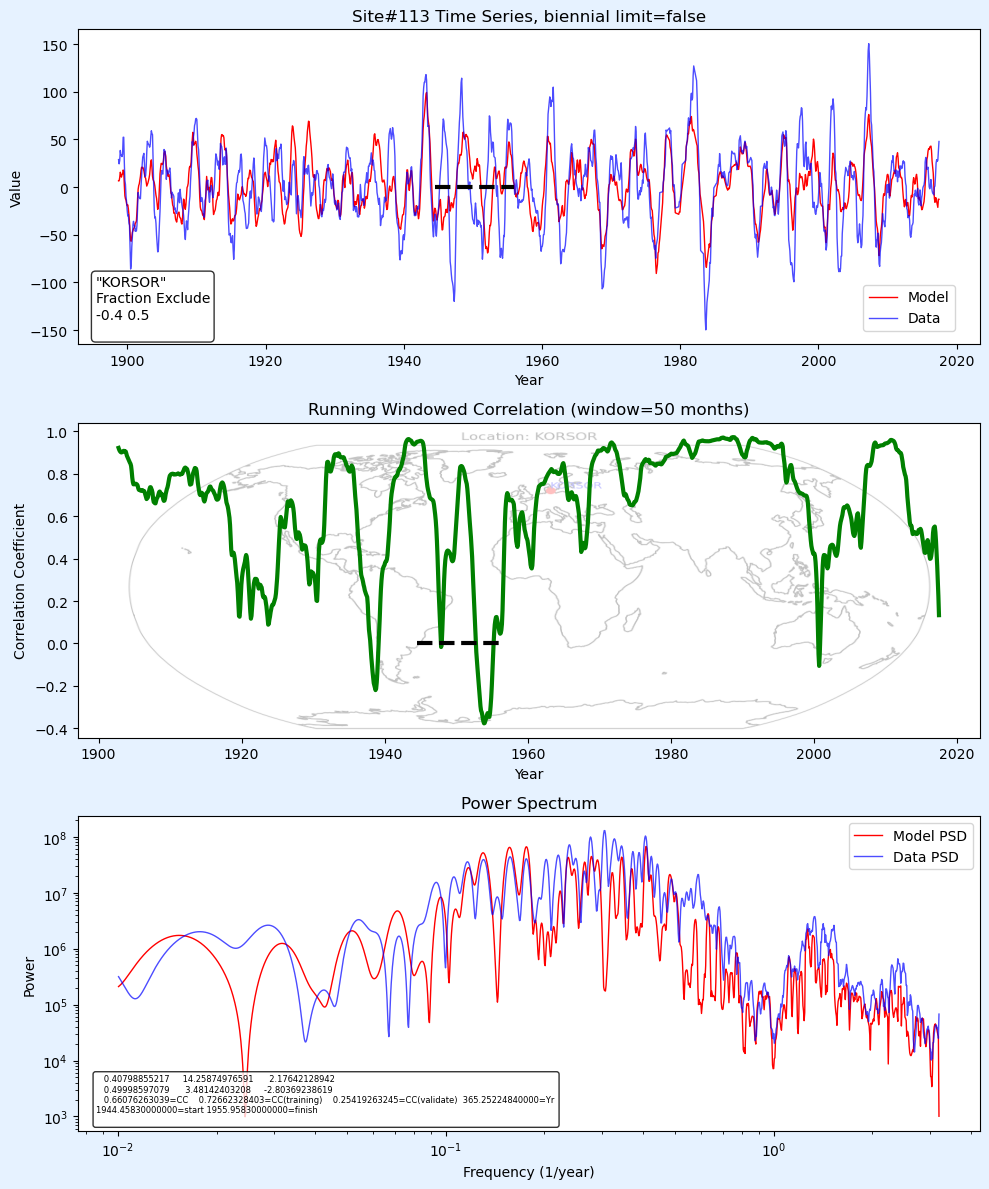 Site#113 Time Series, biennial limit=false
150
100
50
0
−50
−100
−150
Value
"KORSOR"
Fraction Exclude
-0.4 0.5
Model
Data
1900
1920
1940
1960
1980
2000
2020
Year
Running Windowed Correlation (window=50 months)
Location: KORSOR
KORSOR
1.0
0.8
0.6
0.4
0.2
0.0
−0.2
−0.4
Correlation Coefficient
1900
1920
1940
1960
1980
2000
2020
Year
Power Spectrum
Model PSD
Data PSD
10^8
10^7
10^6
10^5
10^4
10^3
Power
0.40798855217 14.25874976591 2.17642128942
0.49998597079 3.48142403208 -2.80369238619
0.66076263039=CC 0.72662328403=CC(training) 0.25419263245=CC(validate) 365.25224840000=Yr
1944.45830000000=start 1955.95830000000=finish
10^−2
10^−1
10^0
Frequency (1/year)